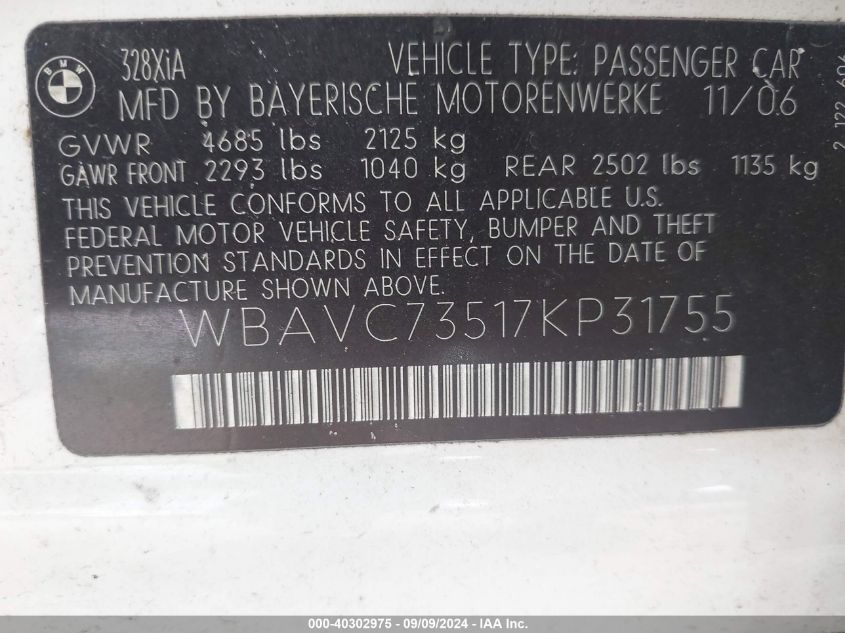 BMW
328XiA VEHICLE TYPE: PASSENGER CAR
MFD BY BAYERISCHE MOTORENWERKE 11/06
GVWR 4685 lbs 2125 kg
GAWR FRONT 2293 lbs 1040 kg REAR 2502 lbs 1135 kg
THIS VEHICLE CONFORMS TO ALL APPLICABLE U.S.
FEDERAL MOTOR VEHICLE SAFETY, BUMPER AND THEFT
PREVENTION STANDARDS IN EFFECT ON THE DATE OF
MANUFACTURE SHOWN ABOVE.
WBAVC73517KP31755
000-40302975 - 09/09/2024 - IAA Inc.